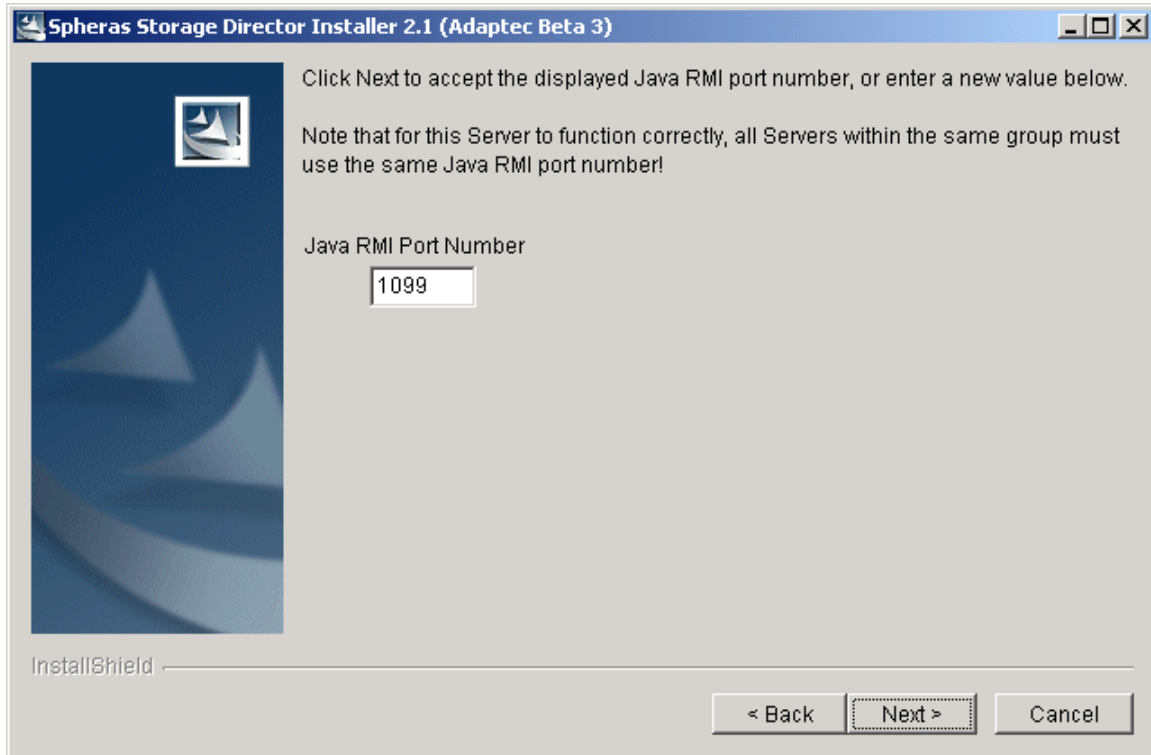 Spheras Storage Director Installer 2.1 (Adaptec Beta 3)
Click Next to accept the displayed Java RMI port number, or enter a new value below.
Note that for this Server to function correctly, all Servers within the same group must
use the same Java RMI port number!
Java RMI Port Number
1099
InstallShield
< Back Next > Cancel